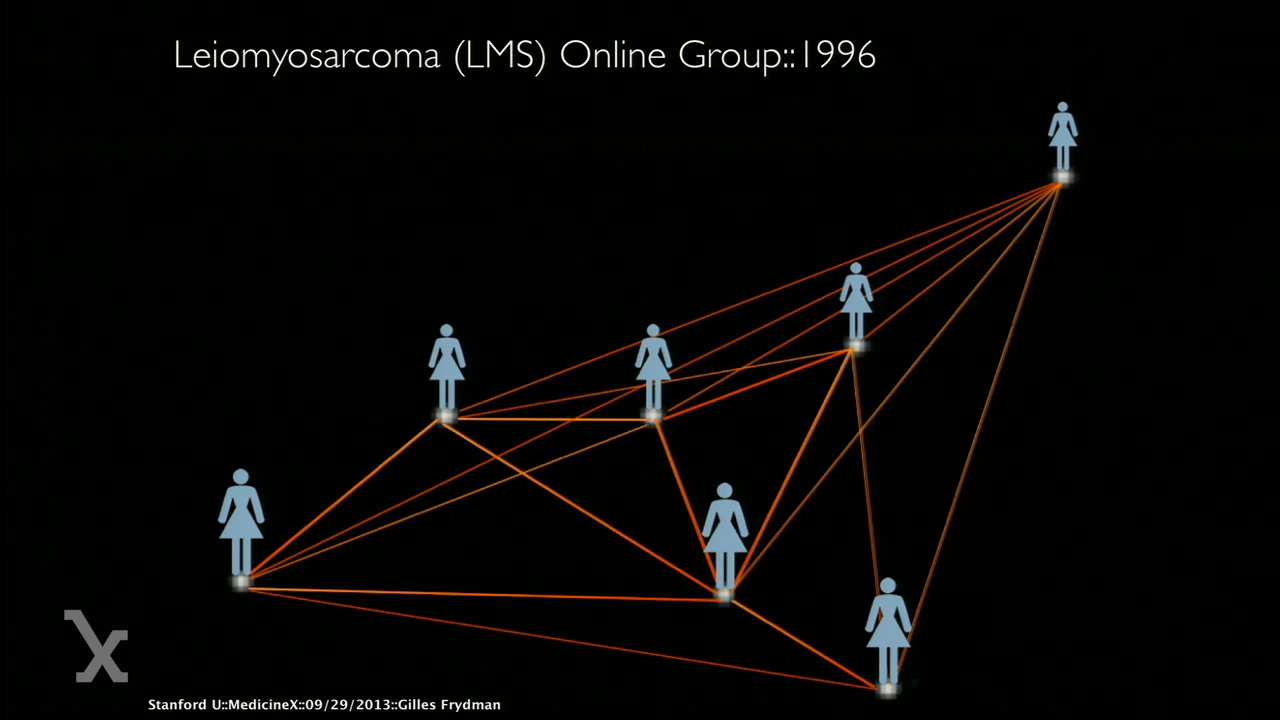 Leiomyosarcoma (LMS) Online Group::1996
Stanford U::MedicineX::09/29/2013::Gilles Frydman